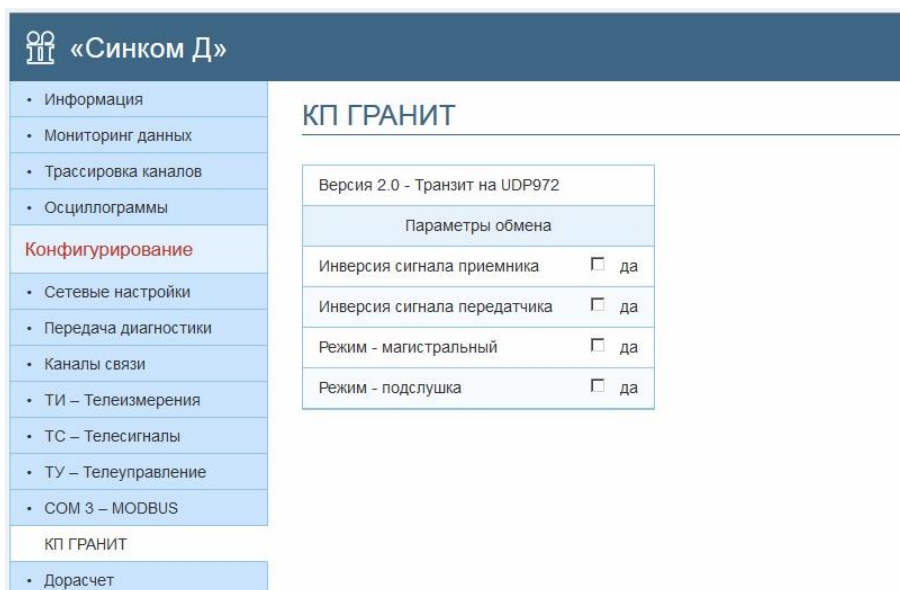 «Синком Д»
• Информация
• Мониторинг данных
• Трассировка каналов
• Осциллограммы
Конфигурирование
• Сетевые настройки
• Передача диагностики
• Каналы связи
• ТИ – Телеизмерения
• ТС – Телесигналы
• ТУ – Телеуправление
• COM 3 – MODBUS
КП ГРАНИТ
• Дорасчет
КП ГРАНИТ
Версия 2.0 - Транзит на UDP972
Параметры обмена
Инверсия сигнала приемника да
Инверсия сигнала передатчика да
Режим - магистральный да
Режим - подслушка да